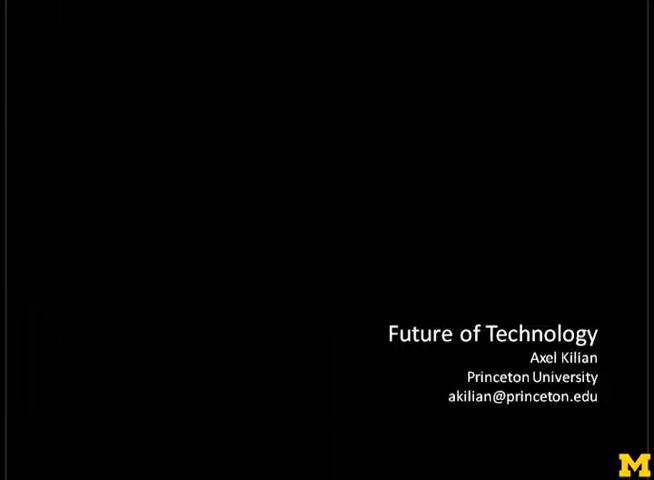 Future of Technology
Axel Kilian
Princeton University
akilian@princeton.edu
M